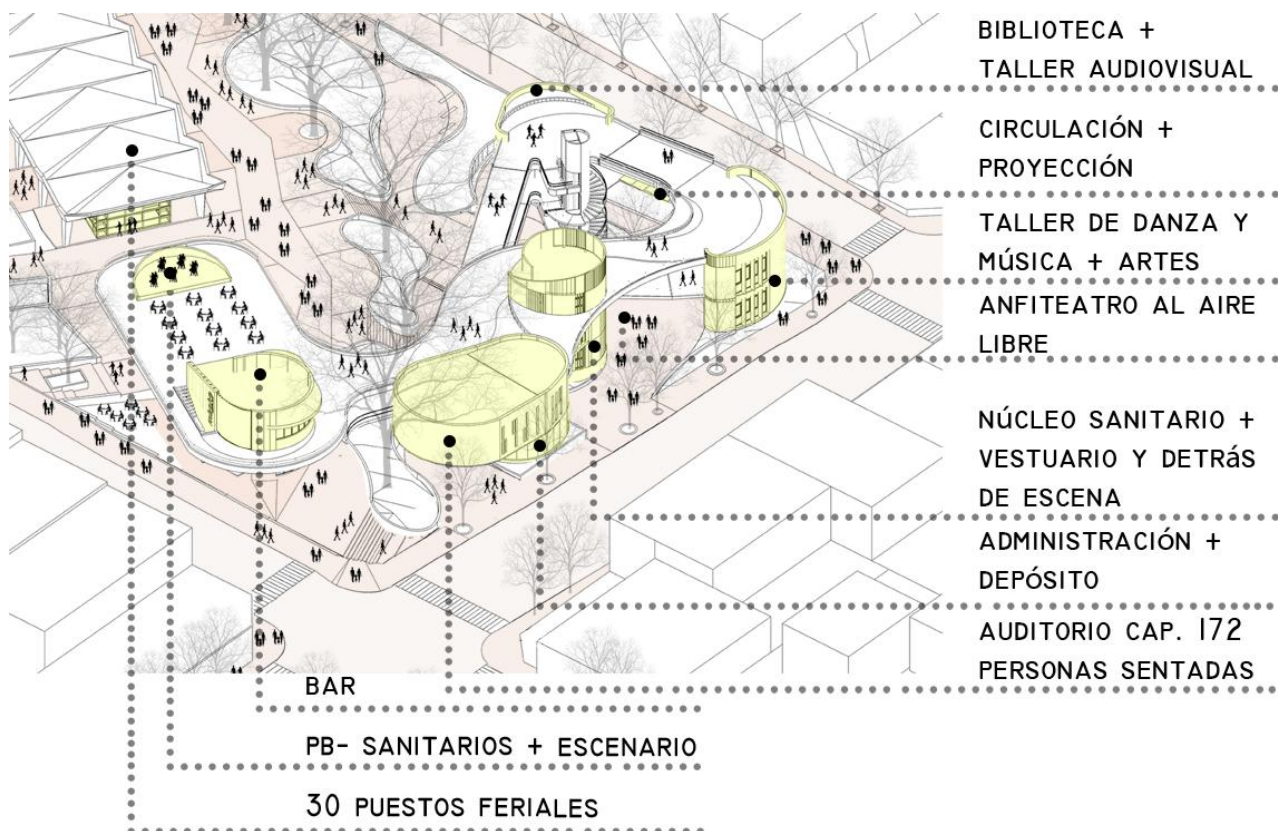 BIBLIOTECA +
TALLER AUDIOVISUAL
CIRCULACIÓN +
PROYECCIÓN
TALLER DE DANZA Y
MÚSICA + ARTES
ANFITEATRO AL AIRE
LIBRE
NÚCLEO SANITARIO +
VESTUARIO Y DETRáS
DE ESCENA
ADMINISTRACIÓN +
DEPÓSITO
AUDITORIO CAP. 172
PERSONAS SENTADAS
BAR
PB- SANITARIOS + ESCENARIO
30 PUESTOS FERIALES